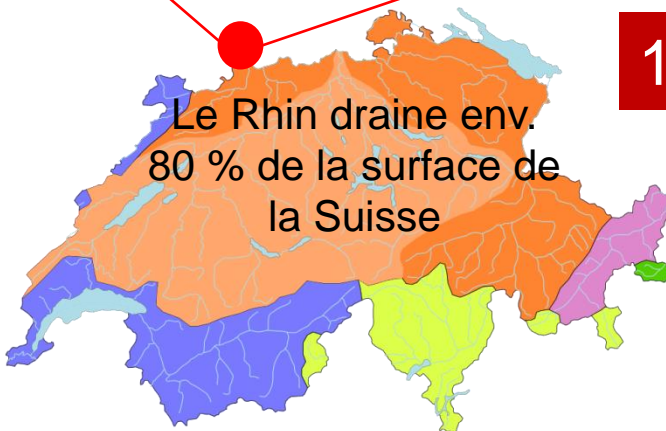 1
Le Rhin draine env.
80 % de la surface de
la Suisse